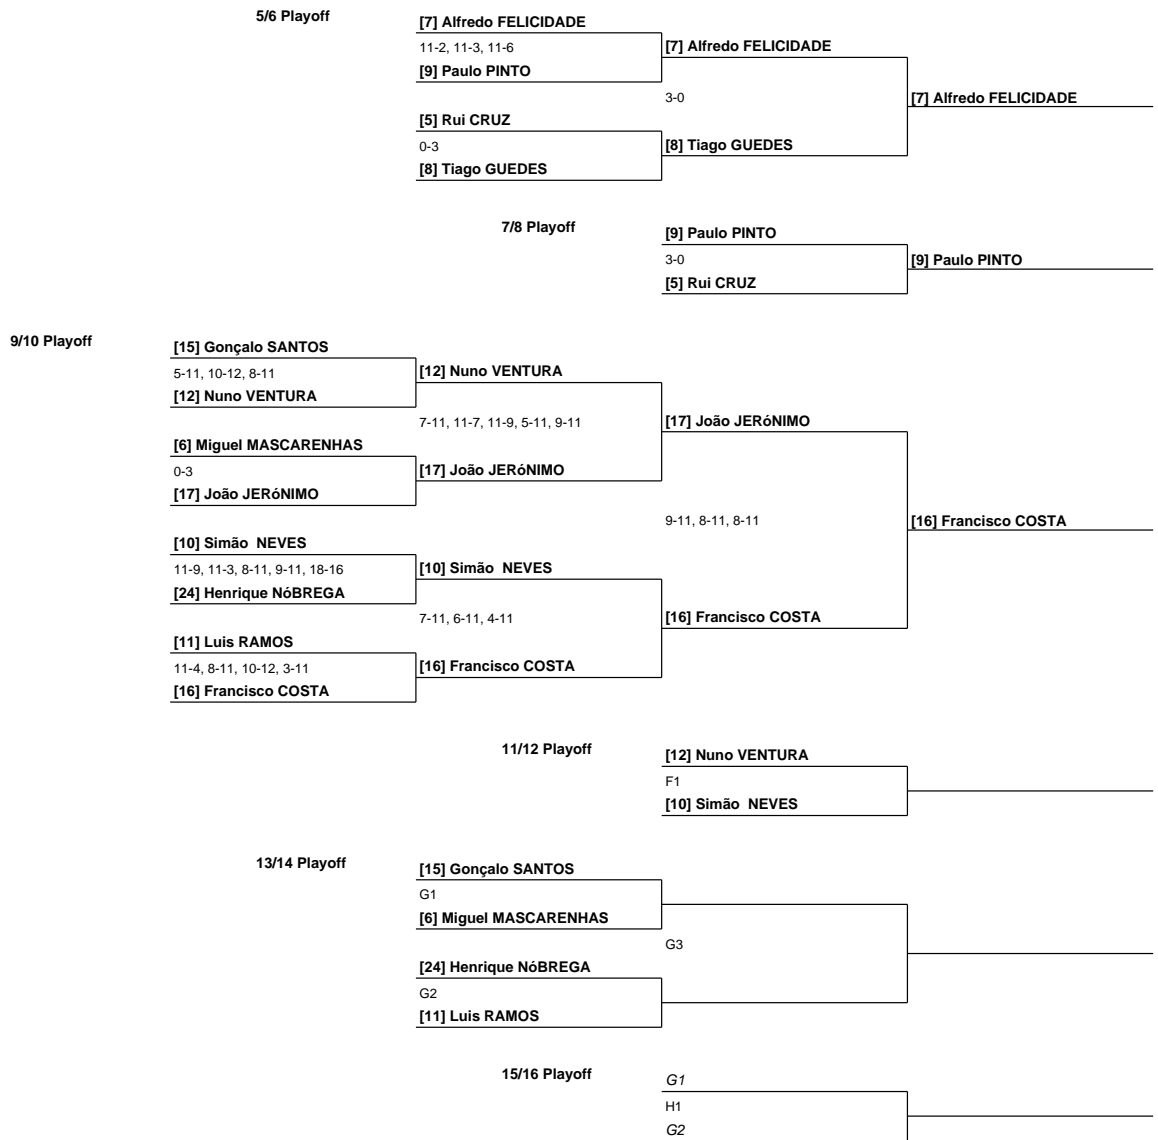 5/6 Playoff
[7] Alfredo FELICIDADE
11-2, 11-3, 11-6
[7] Alfredo FELICIDADE
[9] Paulo PINTO
3-0
[7] Alfredo FELICIDADE
[5] Rui CRUZ
0-3
[8] Tiago GUEDES
[8] Tiago GUEDES
7/8 Playoff
[9] Paulo PINTO
3-0
[9] Paulo PINTO
[5] Rui CRUZ
9/10 Playoff
[15] Gonçalo SANTOS
5-11, 10-12, 8-11
[12] Nuno VENTURA
[12] Nuno VENTURA
7-11, 11-7, 11-9, 5-11, 9-11
[17] João JERóNIMO
[6] Miguel MASCARENHAS
0-3
[17] João JERóNIMO
[17] João JERóNIMO
9-11, 8-11, 8-11
[16] Francisco COSTA
[10] Simão  NEVES
11-9, 11-3, 8-11, 9-11, 18-16
[10] Simão  NEVES
[24] Henrique NóBREGA
7-11, 6-11, 4-11
[16] Francisco COSTA
[11] Luis RAMOS
11-4, 8-11, 10-12, 3-11
[16] Francisco COSTA
[16] Francisco COSTA
11/12 Playoff
[12] Nuno VENTURA
F1
[10] Simão  NEVES
13/14 Playoff
[15] Gonçalo SANTOS
G1
[6] Miguel MASCARENHAS
G3
[24] Henrique NóBREGA
G2
[11] Luis RAMOS
15/16 Playoff
G1
H1
G2